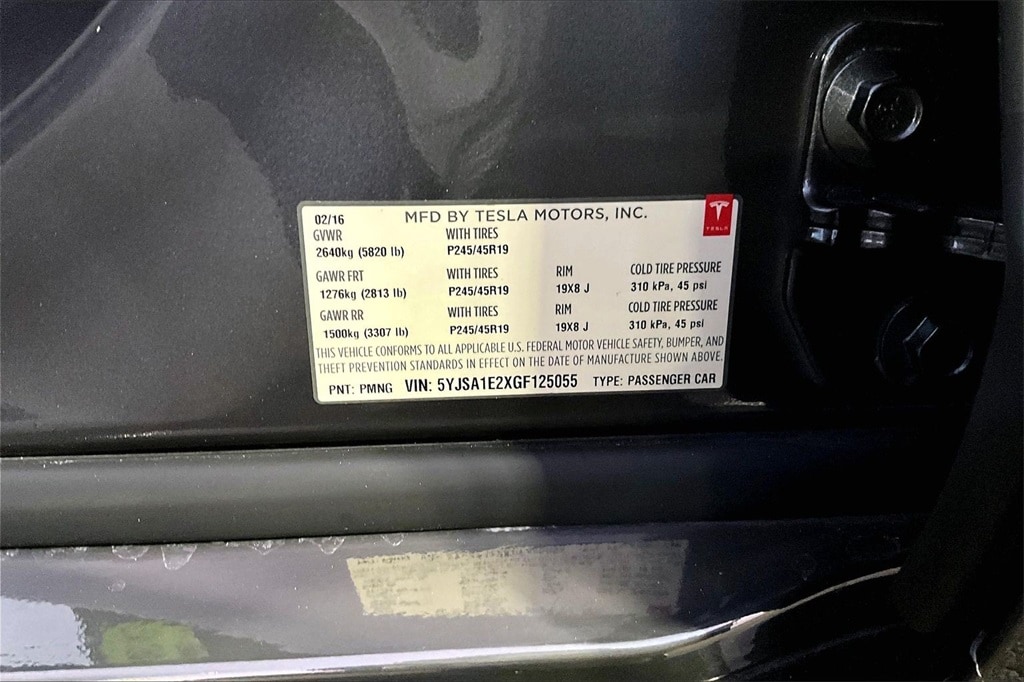 02/16 MFD BY TESLA MOTORS, INC.
TESLA
GVWR WITH TIRES
2640kg (5820 lb) P245/45R19
GAWR FRT WITH TIRES RIM COLD TIRE PRESSURE
1276kg (2813 lb) P245/45R19 19X8 J 310 kPa, 45 psi
GAWR RR WITH TIRES RIM COLD TIRE PRESSURE
1500kg (3307 lb) P245/45R19 19X8 J 310 kPa, 45 psi
THIS VEHICLE CONFORMS TO ALL APPLICABLE U.S. FEDERAL MOTOR VEHICLE SAFETY, BUMPER, AND
THEFT PREVENTION STANDARDS IN EFFECT ON THE DATE OF MANUFACTURE SHOWN ABOVE.
PNT: PMNG VIN: 5YJSA1E2XGF125055 TYPE: PASSENGER CAR